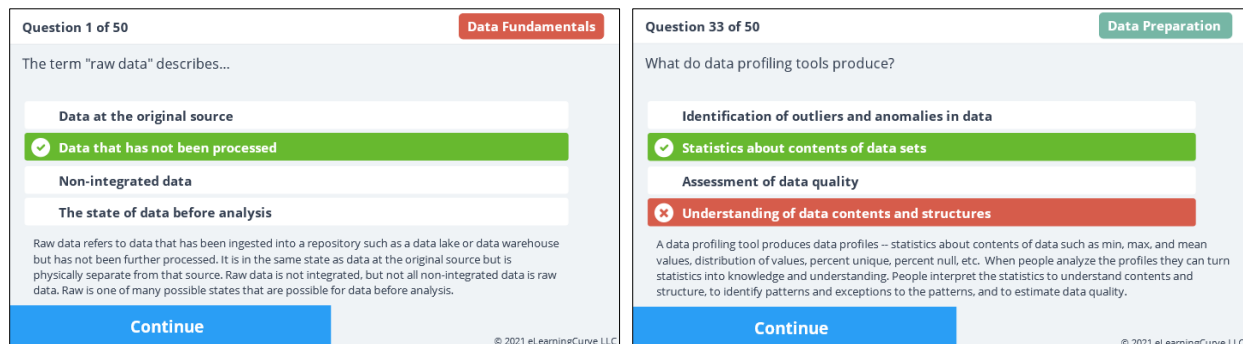 Question 1 of 50
Data Fundamentals
The term "raw data" describes...
Data at the original source
Data that has not been processed
Non-integrated data
The state of data before analysis
Raw data refers to data that has been ingested into a repository such as a data lake or data warehouse
but has not been further processed. It is in the same state as data at the original source but is
physically separate from that source. Raw data is not integrated, but not all non-integrated data is raw
data. Raw is one of many possible states that are possible for data before analysis.
Continue
© 2021 eLearningCurve LLC
Question 33 of 50
Data Preparation
What do data profiling tools produce?
Identification of outliers and anomalies in data
Statistics about contents of data sets
Assessment of data quality
Understanding of data contents and structures
A data profiling tool produces data profiles -- statistics about contents of data such as min, max, and mean
values, distribution of values, percent unique, percent null, etc. When people analyze the profiles they can turn
statistics into knowledge and understanding. People interpret the statistics to understand contents and
structure, to identify patterns and exceptions to the patterns, and to estimate data quality.
Continue
© 2021 eLearningCurve LLC